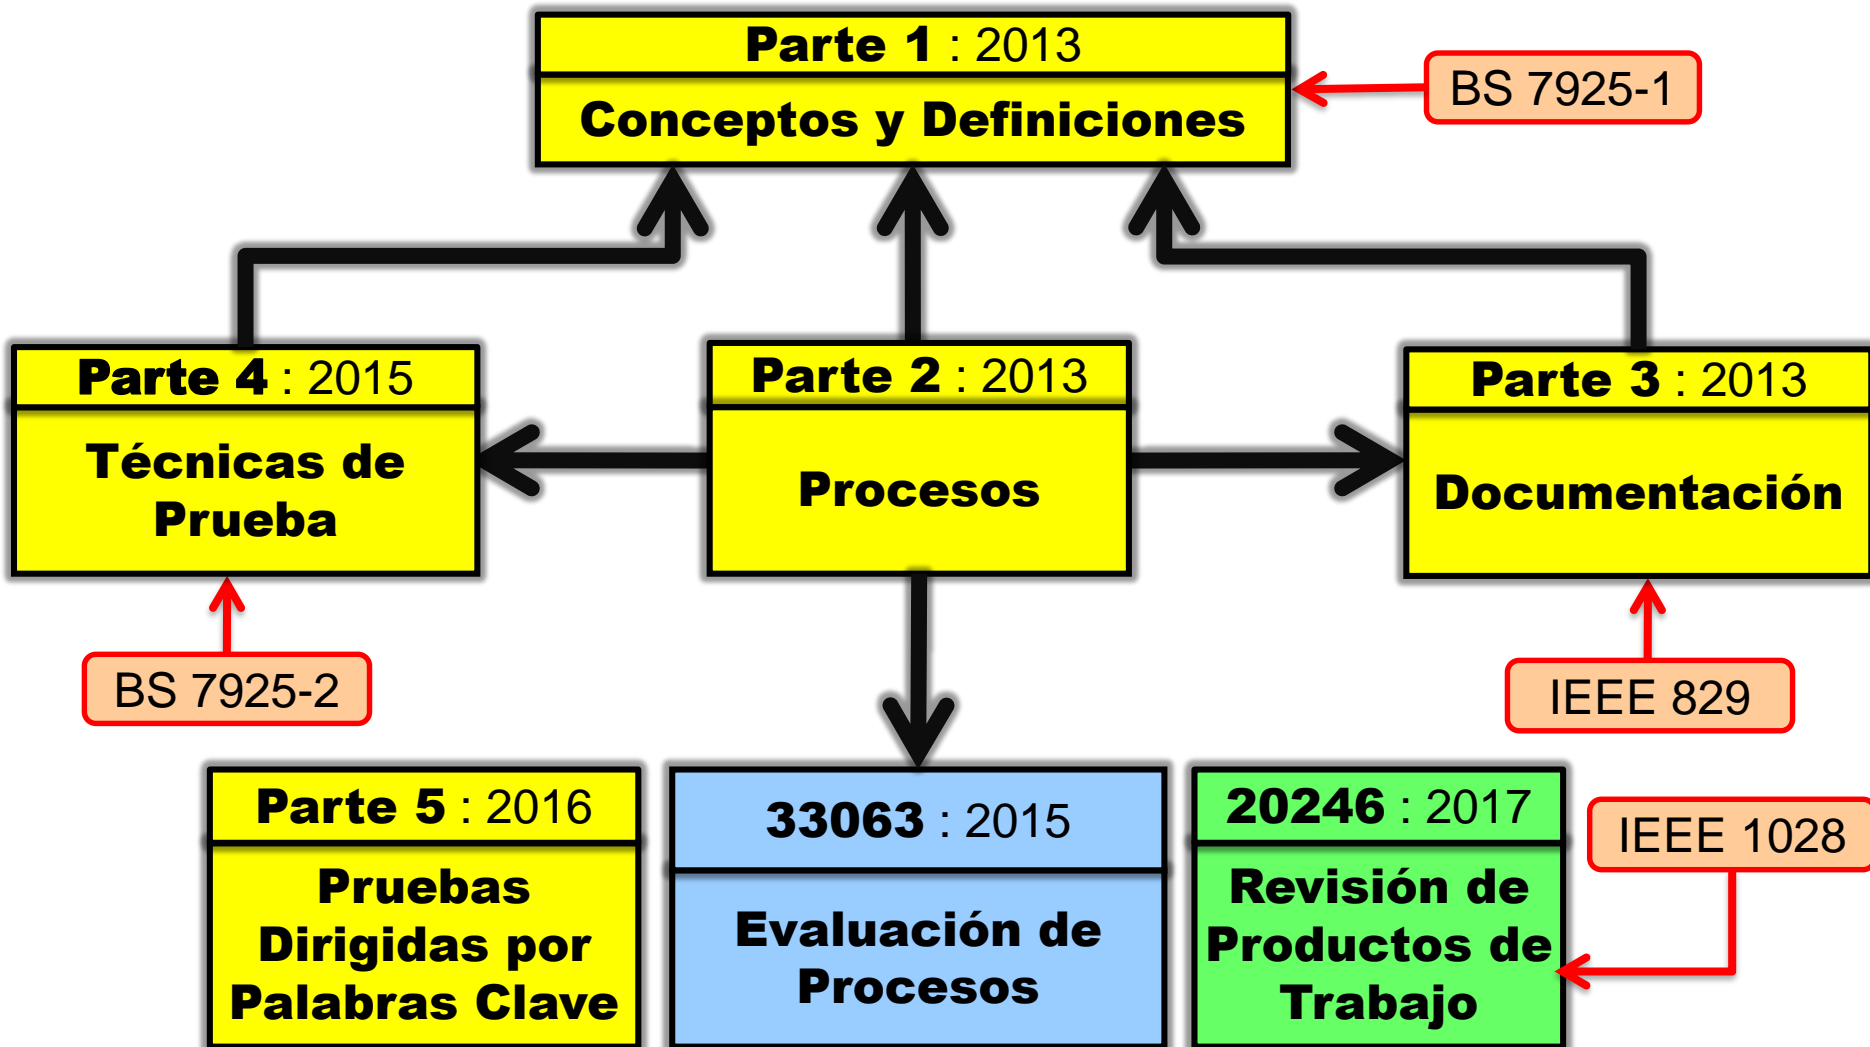 Parte 1 : 2013
Conceptos y Definiciones
BS 7925-1
Parte 4 : 2015
Técnicas de
Prueba
Parte 2 : 2013
Procesos
Parte 3 : 2013
Documentación
BS 7925-2
IEEE 829
Parte 5 : 2016
Pruebas
Dirigidas por
Palabras Clave
33063 : 2015
Evaluación de
Procesos
20246 : 2017
Revisión de
Productos de
Trabajo
IEEE 1028